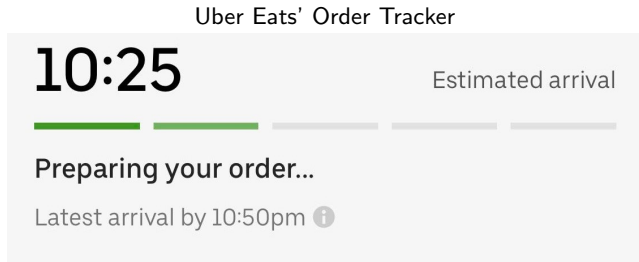 Uber Eats' Order Tracker
10:25 Estimated arrival
Preparing your order...
Latest arrival by 10:50pm